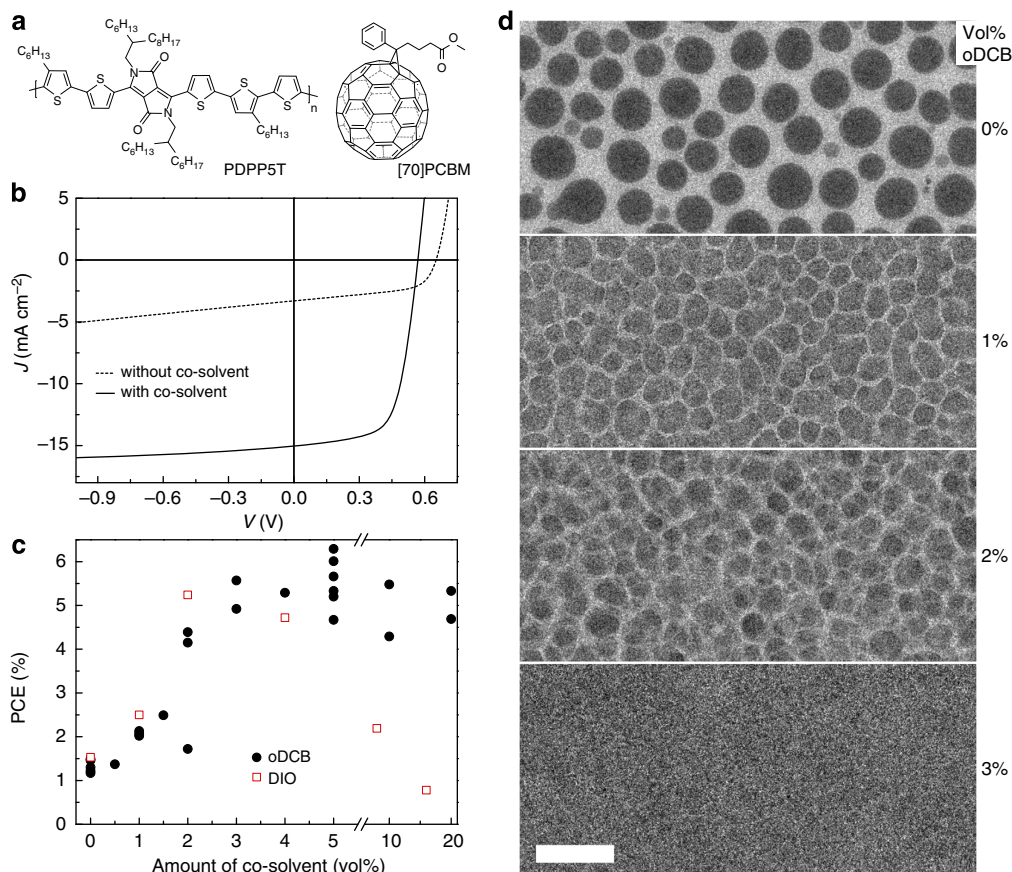 a
C₆H₁₃
C₈H₁₇
C₆H₁₃
N
O
S
S
S
S
S
n
O
N
C₆H₁₃
C₆H₁₃
C₈H₁₇
PDPP5T
O
O
[70]PCBM
b
5
0
−5
−10
−15
J (mA cm⁻²)
without co-solvent
with co-solvent
−0.9
−0.6
−0.3
0.0
0.3
0.6
V (V)
c
6
5
4
3
2
1
0
PCE (%)
oDCB
DIO
0
1
2
3
4
5
10
20
Amount of co-solvent (vol%)
d
Vol%
oDCB
0%
1%
2%
3%